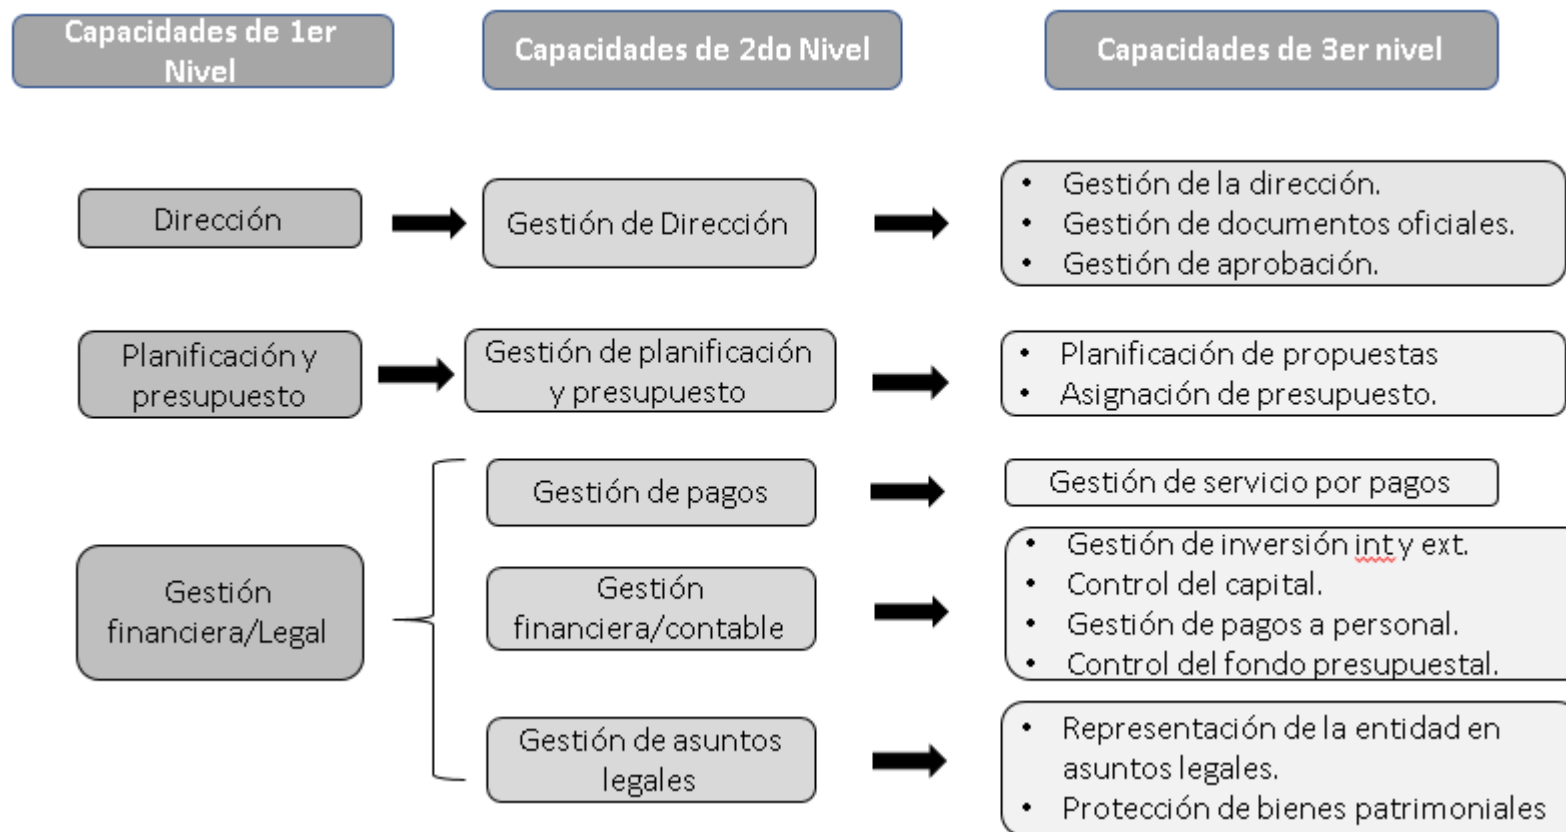 Capacidades de 1er
Nivel
Capacidades de 2do Nivel
Capacidades de 3er nivel
Dirección
Gestión de Dirección
• Gestión de la dirección.
• Gestión de documentos oficiales.
• Gestión de aprobación.
Planificación y
presupuesto
Gestión de planificación
y presupuesto
• Planificación de propuestas
• Asignación de presupuesto.
Gestión
financiera/Legal
Gestión de pagos
Gestión de servicio por pagos
Gestión
financiera/contable
• Gestión de inversión int y ext.
• Control del capital.
• Gestión de pagos a personal.
• Control del fondo presupuestal.
Gestión de asuntos
legales
• Representación de la entidad en
asuntos legales.
• Protección de bienes patrimoniales